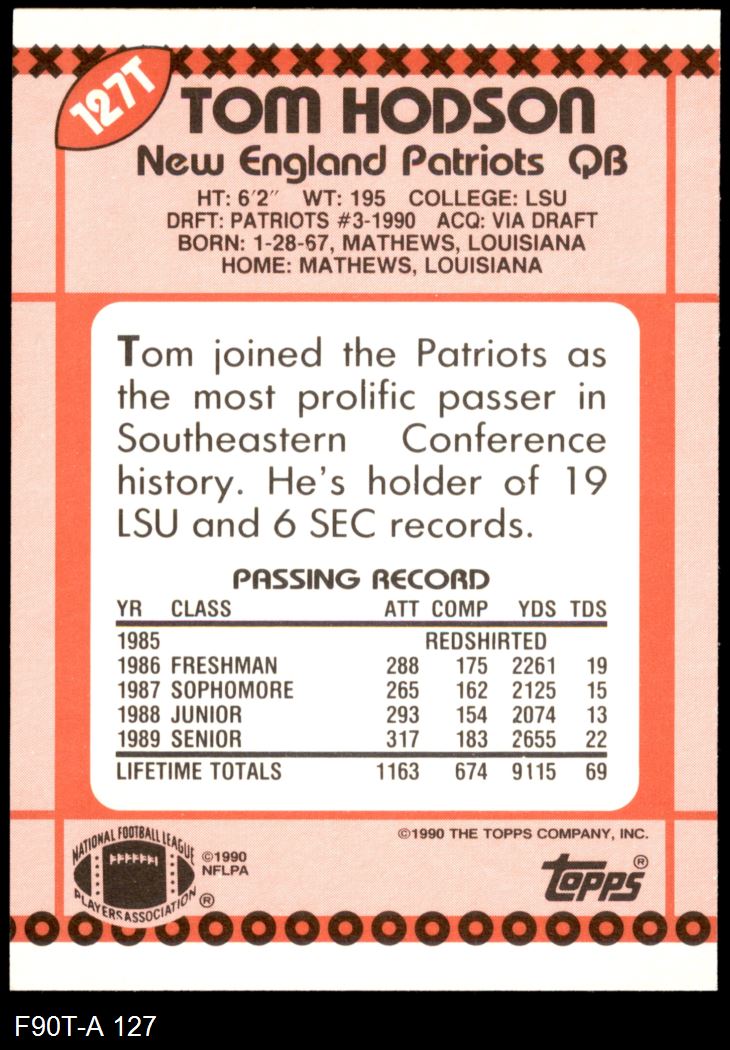 127T
TOM HODSON
New England Patriots QB
HT: 6'2" WT: 195 COLLEGE: LSU
DRFT: PATRIOTS #3-1990 ACQ: VIA DRAFT
BORN: 1-28-67, MATHEWS, LOUISIANA
HOME: MATHEWS, LOUISIANA
Tom joined the Patriots as
the most prolific passer in
Southeastern Conference
history. He's holder of 19
LSU and 6 SEC records.
PASSING RECORD
YR CLASS ATT COMP YDS TDS
1985 REDSHIRTED
1986 FRESHMAN 288 175 2261 19
1987 SOPHOMORE 265 162 2125 15
1988 JUNIOR 293 154 2074 13
1989 SENIOR 317 183 2655 22
LIFETIME TOTALS 1163 674 9115 69
©1990 THE TOPPS COMPANY, INC.
NATIONAL FOOTBALL LEAGUE
PLAYERS ASSOCIATION ®
©1990
NFLPA
Topps ®
F90T-A 127